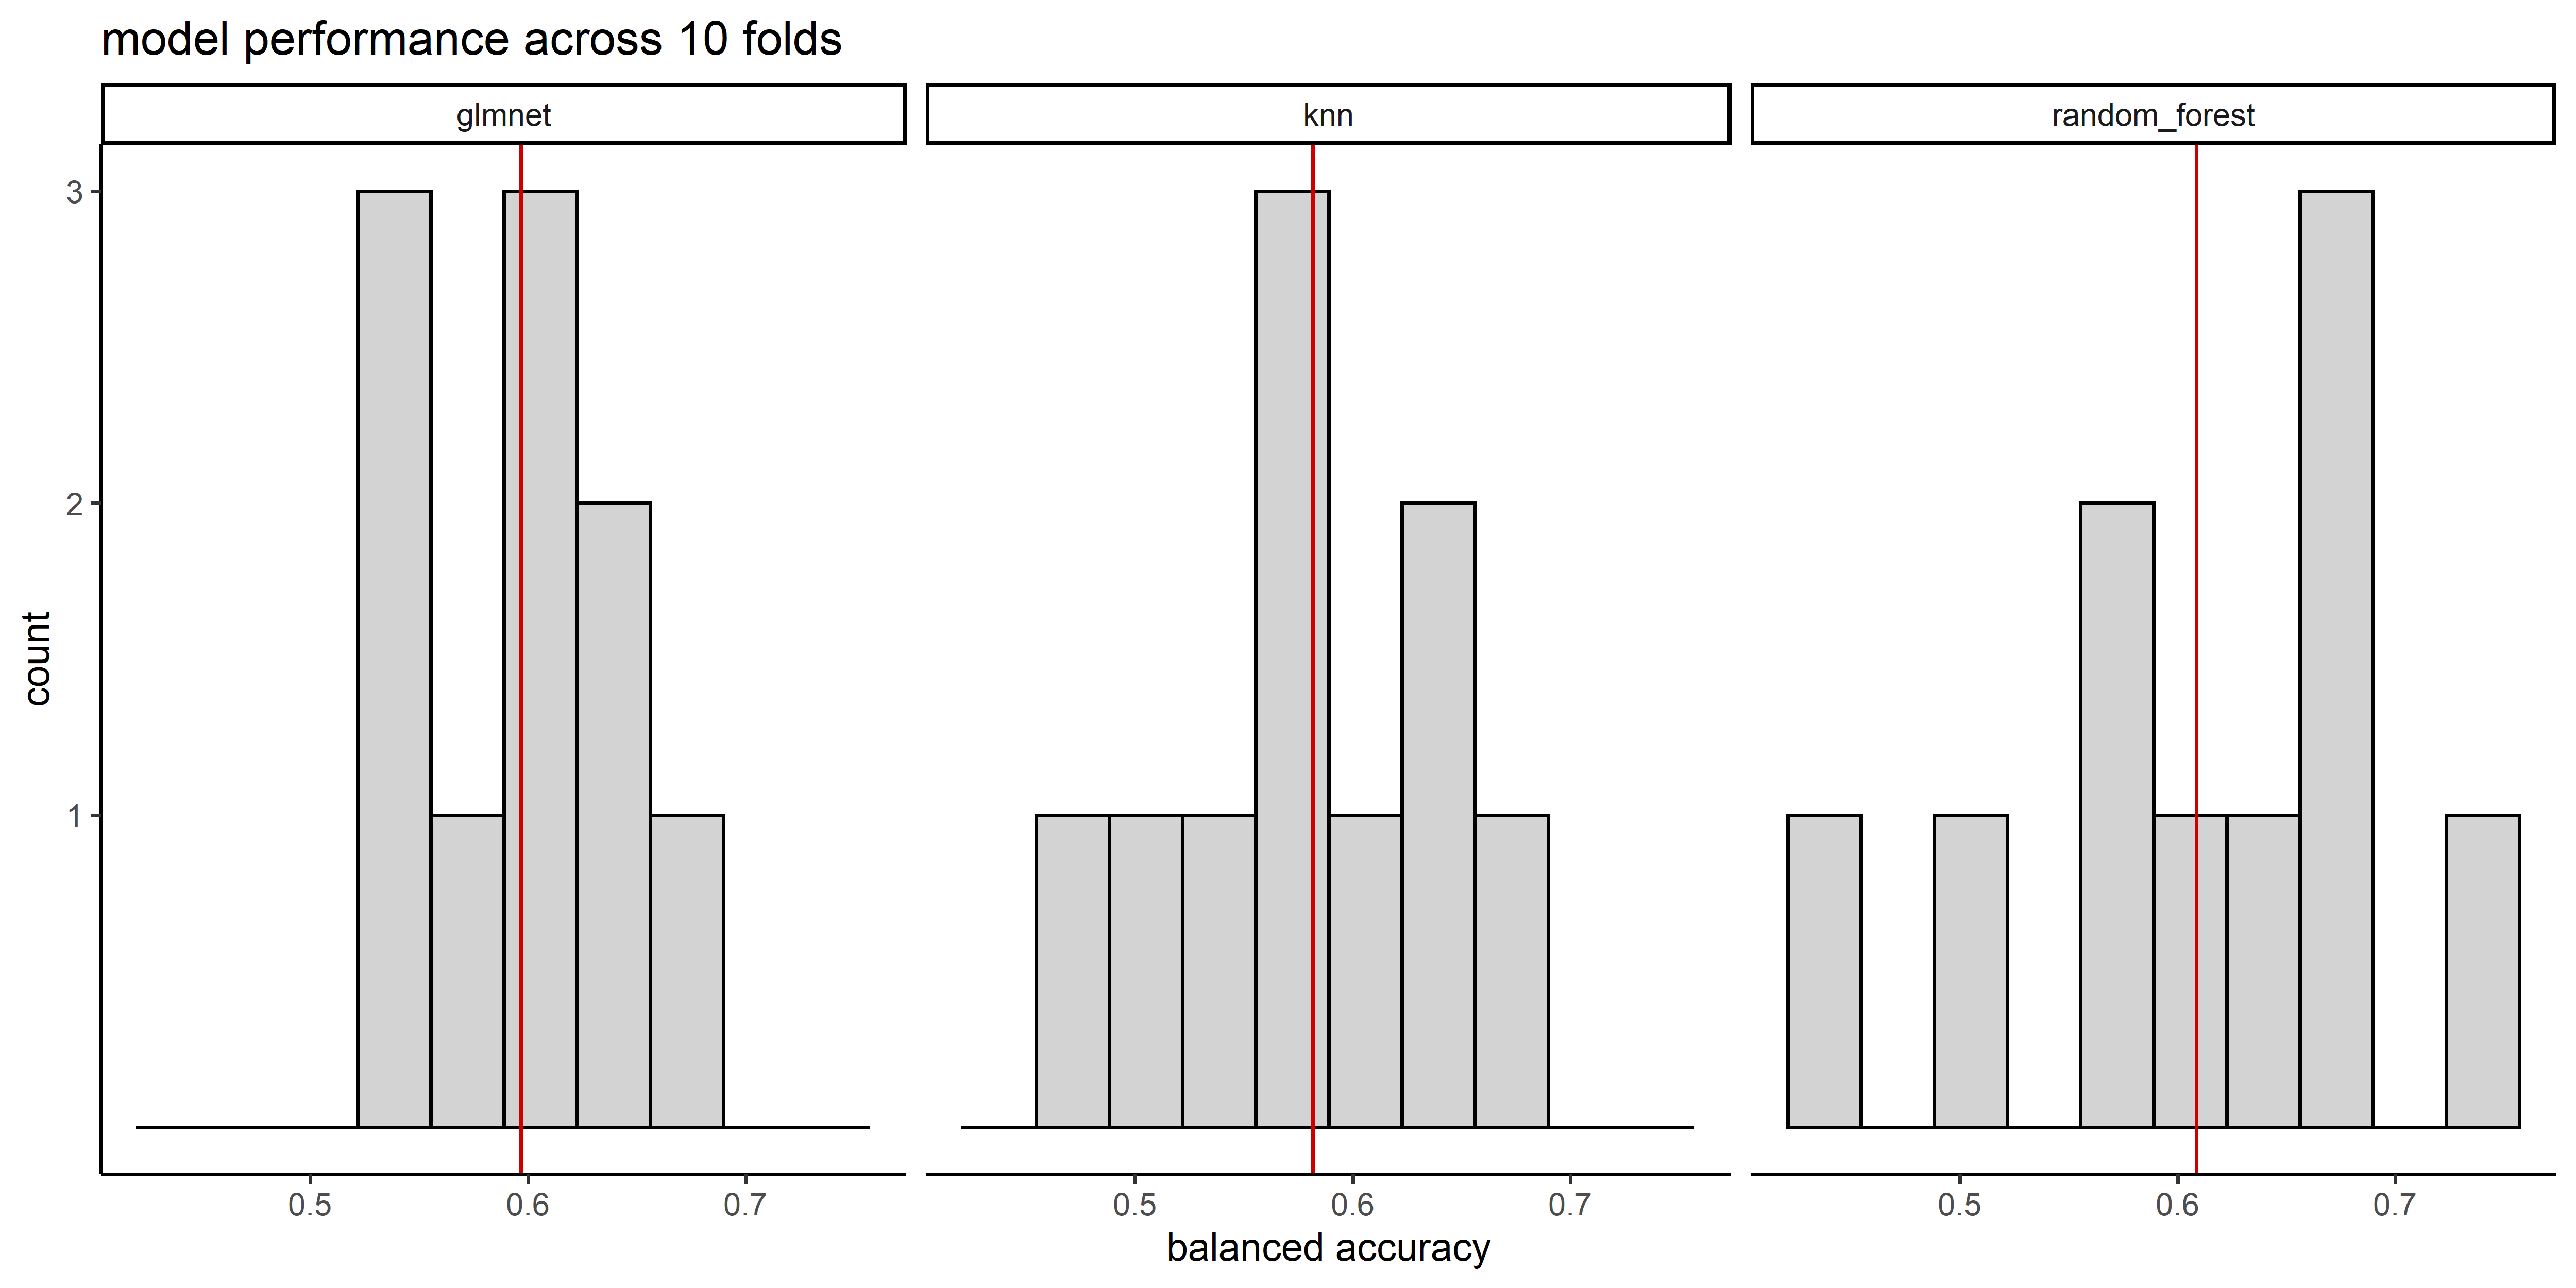 model performance across 10 folds
glmnet
knn
random_forest
3
2
1
count
0.5 0.6 0.7 0.5 0.6 0.7 0.5 0.6 0.7
balanced accuracy